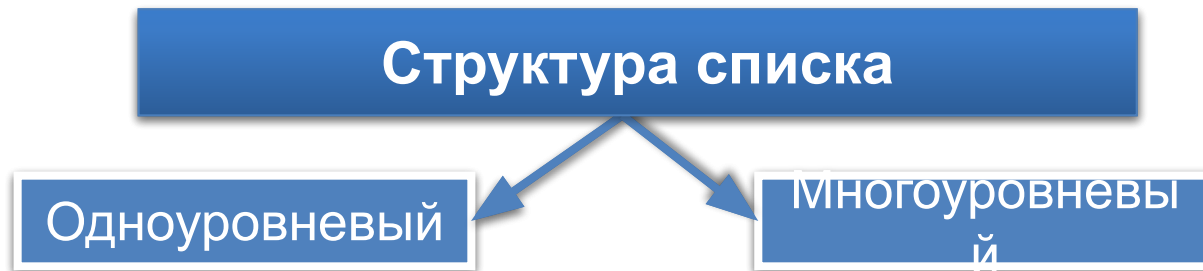 Структура списка
Одноуровневый
Многоуровневы
й